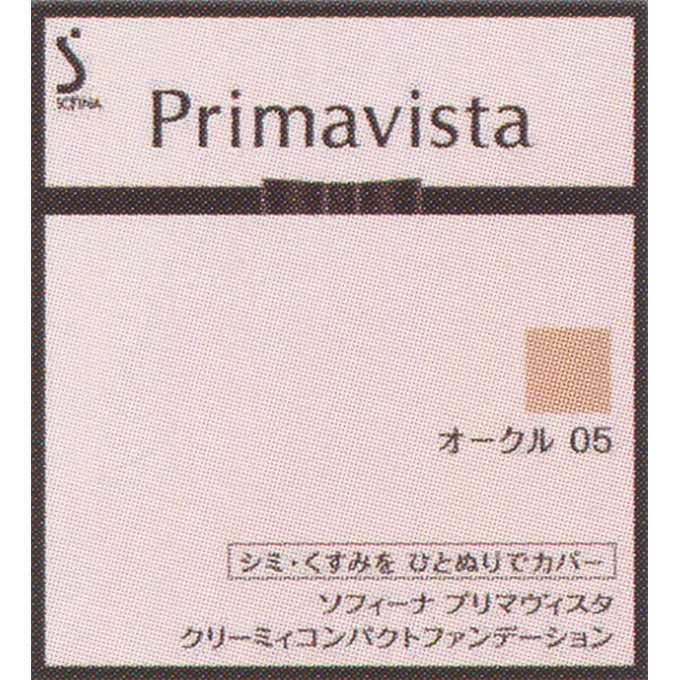 SOFINA
Primavista
オークル 05
シミ・くすみを ひとぬりでカバー
ソフィーナ プリマヴィスタ
クリーミィコンパクトファンデーション